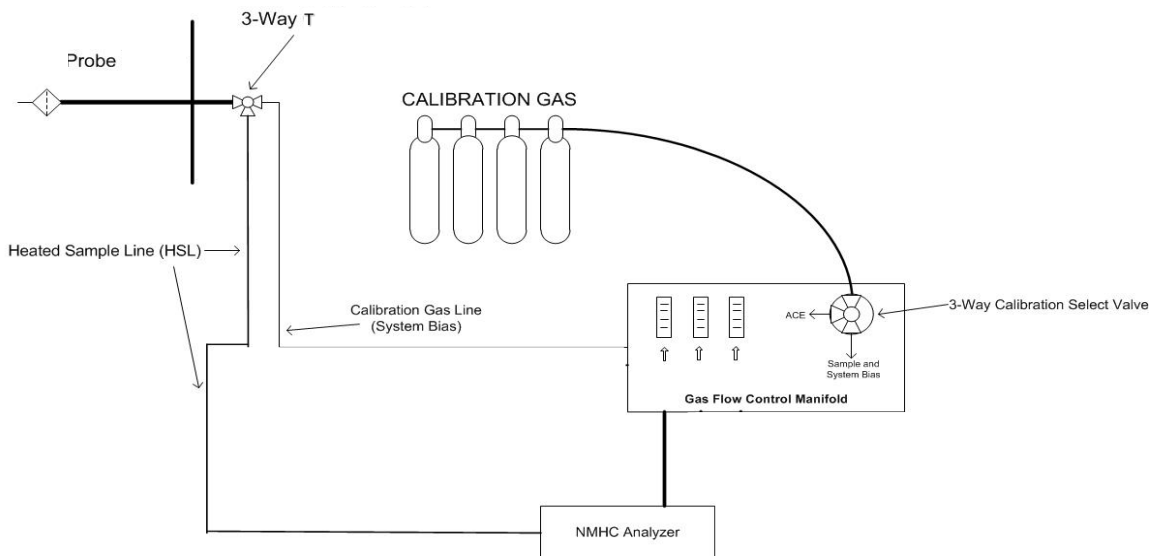 3-Way T
Probe
CALIBRATION GAS
Heated Sample Line (HSL)
Calibration Gas Line
(System Bias)
3-Way Calibration Select Valve
ACE
Sample and
System Bias
Gas Flow Control Manifold
NMHC Analyzer